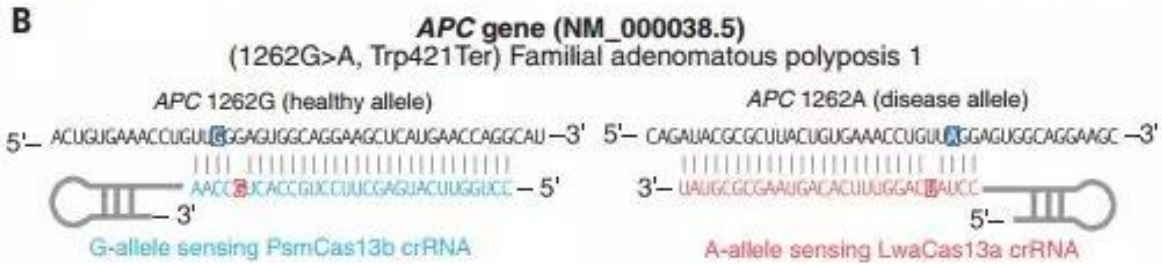 B
APC gene (NM_000038.5)
(1262G>A, Trp421Ter) Familial adenomatous polyposis 1
APC 1262G (healthy allele)
5'– ACUGUGAAACCUGUUGGGAGUGGCAGGAAGCUCAUGAACCAGGCAU –3'
AACCGUCACCGUCCUUCGAGUACUUGGUCC – 5'
– 3'
G-allele sensing PsmCas13b crRNA
APC 1262A (disease allele)
5'– CAGAUACGCGCUUACUGUGAAACCUGUUAGGAGUGGCAGGAAGC –3'
3'– UAUGCGCGAAUGACACUUUGGACUAUCC
5'–
A-allele sensing LwaCas13a crRNA